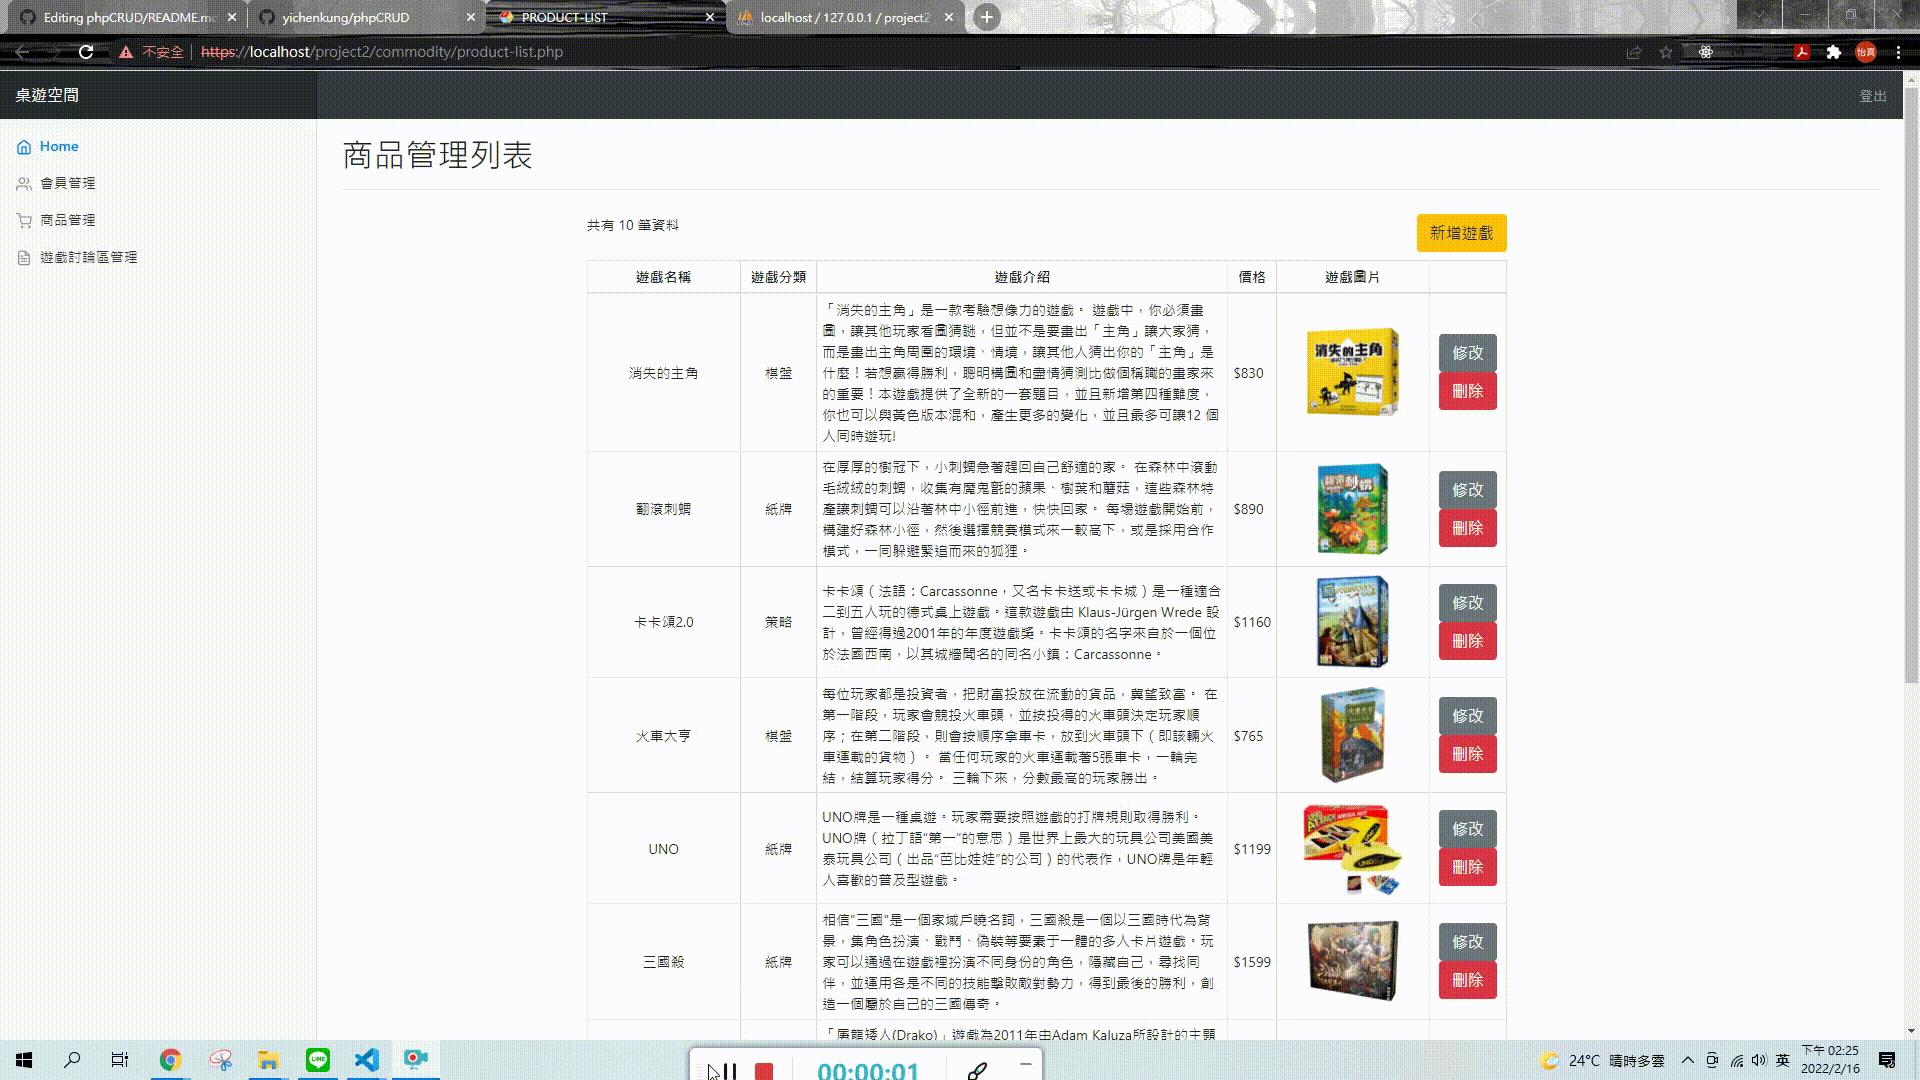 Editing phpCRUD/README.md
yichenkung/phpCRUD
PRODUCT-LIST
localhost / 127.0.0.1 / project2
不安全
https://localhost/project2/commodity/product-list.php
怡真
桌遊空間
登出
Home
會員管理
商品管理
遊戲討論區管理
商品管理列表
共有 10 筆資料
新增遊戲
遊戲名稱 遊戲分類 遊戲介紹 價格 遊戲圖片
消失的主角
棋盤
「消失的主角」是一款考驗想像力的遊戲。 遊戲中，你必須畫
圖，讓其他玩家看圖猜謎，但並不是要畫出「主角」讓大家猜，
而是畫出主角周圍的環境、情境，讓其他人猜出你的「主角」是
什麼！若想贏得勝利，聰明構圖和盡情猜測比做個稱職的畫家來
的重要！本遊戲提供了全新的一套題目，並且新增第四種難度，
你也可以與黃色版本混和，產生更多的變化，並且最多可讓12 個
人同時遊玩!
$830
消失的主角
修改
刪除
翻滾刺蝟
紙牌
在厚厚的樹冠下，小刺蝟急著趕回自己舒適的家。 在森林中滾動
毛絨絨的刺蝟，收集有魔鬼氈的蘋果、樹葉和蘑菇，這些森林特
產讓刺蝟可以沿著林中小徑前進，快快回家。 每場遊戲開始前，
構建好森林小徑，然後選擇競賽模式來一較高下，或是採用合作
模式，一同躲避緊追而來的狐狸。
$890
翻滾刺蝟
修改
刪除
卡卡頌2.0
策略
卡卡頌（法語：Carcassonne，又名卡卡送或卡卡城）是一種適合
二到五人玩的德式桌上遊戲。這款遊戲由 Klaus-Jürgen Wrede 設
計，曾經得過2001年的年度遊戲獎。卡卡頌的名字來自於一個位
於法國西南，以其城牆聞名的同名小鎮：Carcassonne。
$1160
修改
刪除
火車大亨
棋盤
每位玩家都是投資者，把財富投放在流動的貨品，冀望致富。 在
第一階段，玩家會競投火車頭，並按投得的火車頭決定玩家順
序；在第二階段，則會按順序拿車卡，放到火車頭下（即該輛火
車運載的貨物）。 當任何玩家的火車運載著5張車卡，一輪完
結，結算玩家得分。 三輪下來，分數最高的玩家勝出。
$765
火車大亨
修改
刪除
UNO
紙牌
UNO牌是一種桌遊。玩家需要按照遊戲的打牌規則取得勝利。
UNO牌（拉丁語“第一”的意思）是世界上最大的玩具公司美國美
泰玩具公司（出品“芭比娃娃”的公司）的代表作，UNO牌是年輕
人喜歡的普及型遊戲。
$1199
修改
刪除
三國殺
紙牌
相信"三國"是一個家域戶曉名詞，三國殺是一個以三國時代為背
景，集角色扮演、戰鬥、偽裝等要素于一體的多人卡片遊戲。玩
家可以通過在遊戲裡扮演不同身份的角色，隱藏自己，尋找同
伴，並運用各是不同的技能擊敗敵對勢力，得到最後的勝利，創
造一個屬於自己的三國傳奇。
$1599
修改
刪除
「屠龍矮人(Drako)」遊戲為2011年由Adam Kaluza所設計的主題
00:00:01
24°C 晴時多雲
英
下午 02:25
2022/2/16